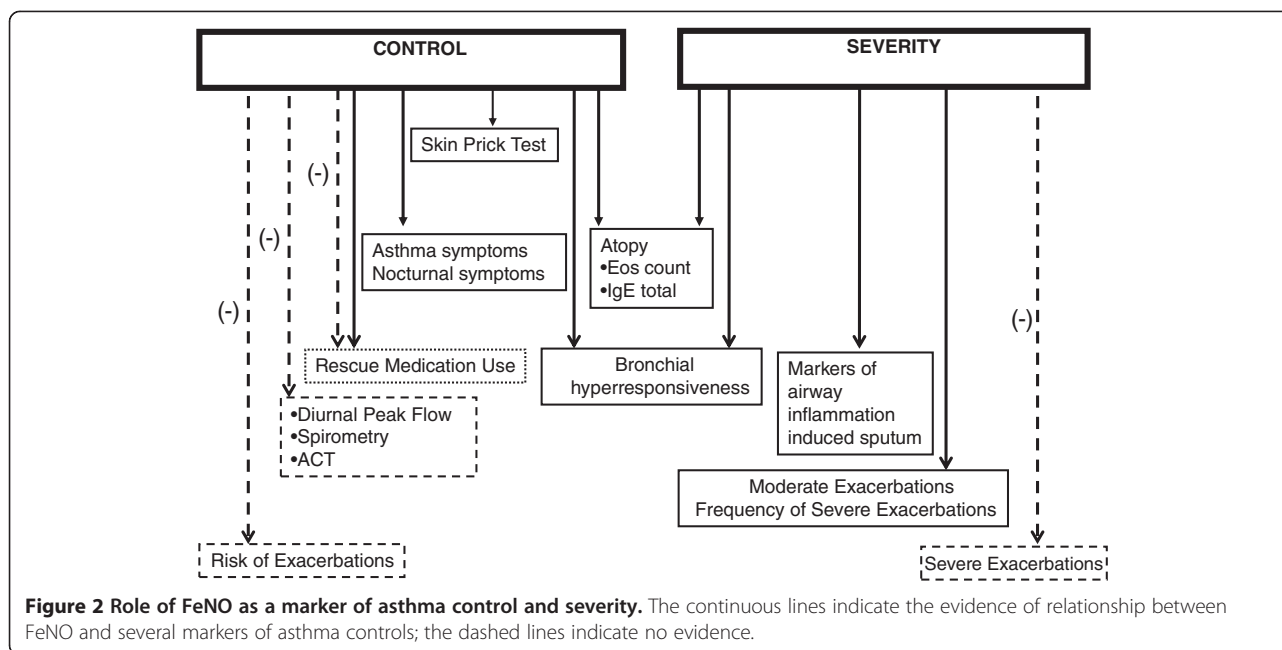 CONTROL
SEVERITY
Skin Prick Test
(-)
(-)
(-)
(-)
Asthma symptoms
Nocturnal symptoms
Atopy
•Eos count
•IgE total
Rescue Medication Use
Bronchial
hyperresponsiveness
Markers of
airway
inflammation
induced sputum
•Diurnal Peak Flow
•Spirometry
•ACT
Moderate Exacerbations
Frequency of Severe Exacerbations
Risk of Exacerbations
Severe Exacerbations
Figure 2 Role of FeNO as a marker of asthma control and severity. The continuous lines indicate the evidence of relationship between
FeNO and several markers of asthma controls; the dashed lines indicate no evidence.